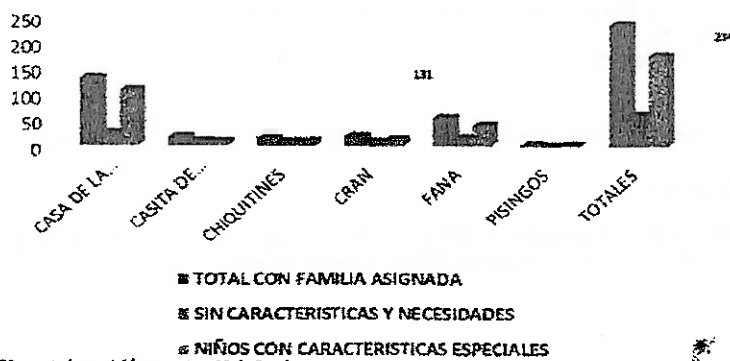 250
200
150
100
50
0
131
234
CASA DE LA...
CASITA DE...
CHIQUITINES
CRAN
FANA
PISINGOS
TOTALES
TOTAL CON FAMILIA ASIGNADA
SIN CARACTERISTICAS Y NECESIDADES
NIÑOS CON CARACTERISTICAS ESPECIALES